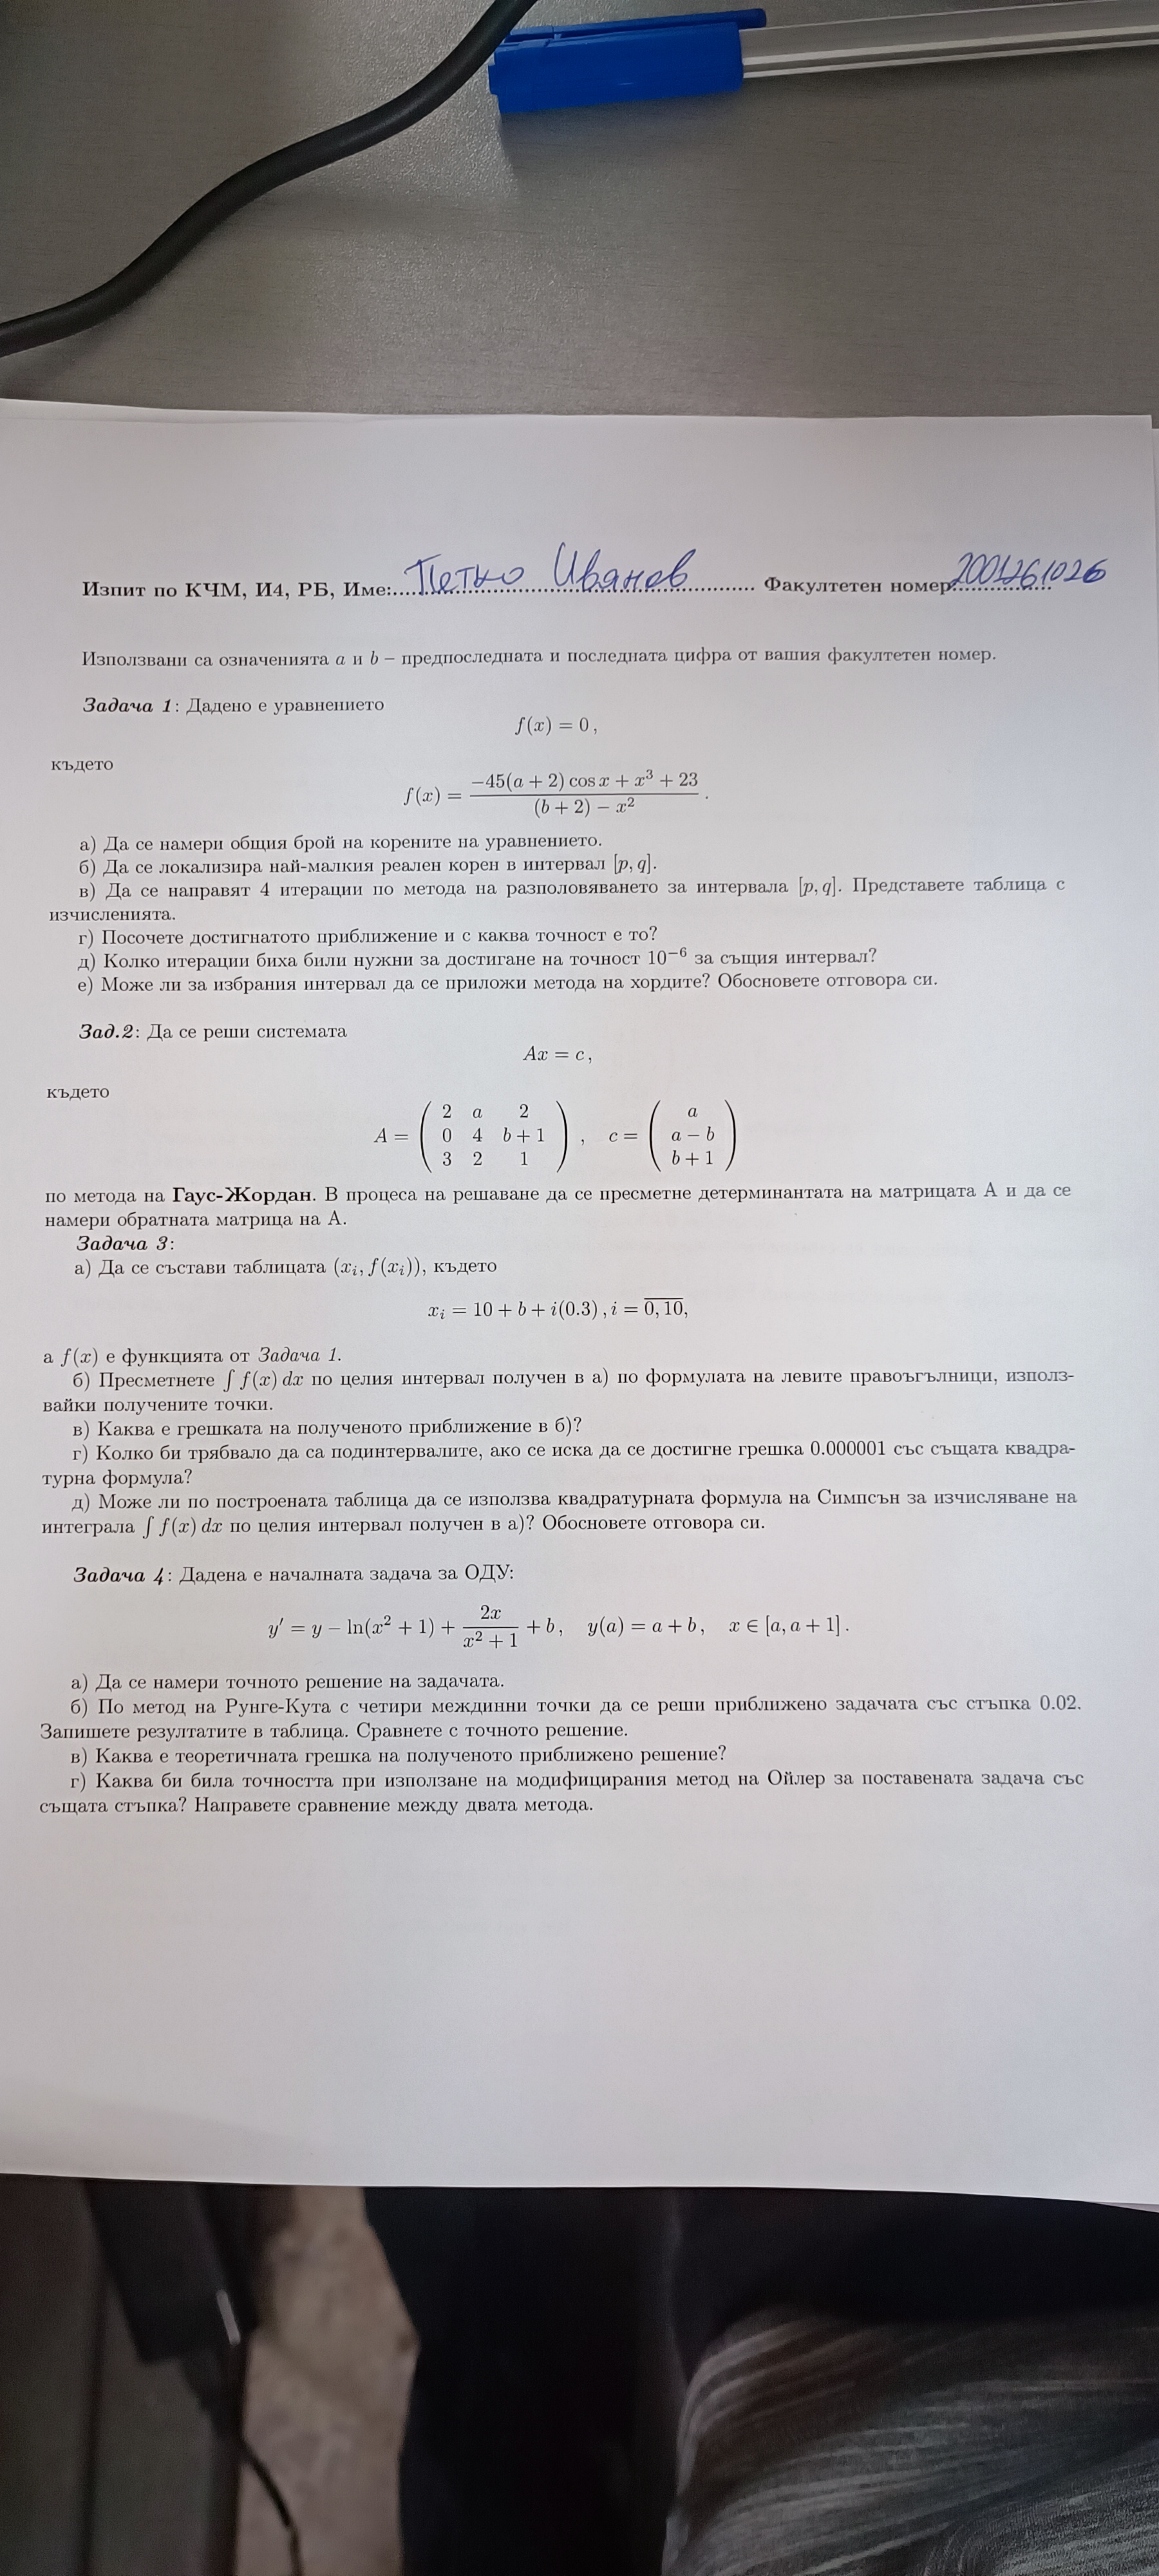 Изпит по КЧМ, И4, РБ, Име:.....Петко Иванов.......... Факултетен номер:2001261026
Използвани са означенията a и b – предпоследната и последната цифра от вашия факултетен номер.
Задача 1: Дадено е уравнението
f(x) = 0 ,
където
f(x) = \frac{-45(a + 2) cos x + x³ + 23}{(b + 2) − x²} .
а) Да се намери общия брой на корените на уравнението.
б) Да се локализира най-малкия реален корен в интервал [p, q].
в) Да се направят 4 итерации по метода на разполовяването за интервала [p, q]. Представете таблица с
изчисленията.
г) Посочете достигнатото приближение и с каква точност е то?
д) Колко итерации биха били нужни за достигане на точност 10⁻⁶ за същия интервал?
е) Може ли за избрания интервал да се приложи метода на хордите? Обосновете отговора си.
Зад.2: Да се реши системата
Ax = c ,
където
A = \begin{pmatrix} 2 & a & 2 \\ 0 & 4 & b + 1 \\ 3 & 2 & 1 \end{pmatrix} , c = \begin{pmatrix} a \\ a − b \\ b + 1 \end{pmatrix}
по метода на Гаус-Жордан. В процеса на решаване да се пресметне детерминантата на матрицата A и да се
намери обратната матрица на A.
Задача 3:
а) Да се състави таблицата (xᵢ, f(xᵢ)), където
xᵢ = 10 + b + i(0.3) , i = \overline{0, 10},
а f(x) е функцията от Задача 1.
б) Пресметнете ∫ f(x) dx по целия интервал получен в а) по формулата на левите правоъгълници, използ-
вайки получените точки.
в) Каква е грешката на полученото приближение в б)?
г) Колко би трябвало да са подинтервалите, ако се иска да се достигне грешка 0.000001 със същата квадра-
турна формула?
д) Може ли по построената таблица да се използва квадратурната формула на Симпсън за изчисляване на
интеграла ∫ f(x) dx по целия интервал получен в а)? Обосновете отговора си.
Задача 4: Дадена е началната задача за ОДУ:
y′ = y − ln(x² + 1) + \frac{2x}{x² + 1} + b , y(a) = a + b , x ∈ [a, a + 1] .
а) Да се намери точното решение на задачата.
б) По метод на Рунге-Кута с четири междинни точки да се реши приближено задачата със стъпка 0.02.
Запишете резултатите в таблица. Сравнете с точното решение.
в) Каква е теоретичната грешка на полученото приближено решение?
г) Каква би била точността при използане на модифицирания метод на Ойлер за поставената задача със
същата стъпка? Направете сравнение между двата метода.